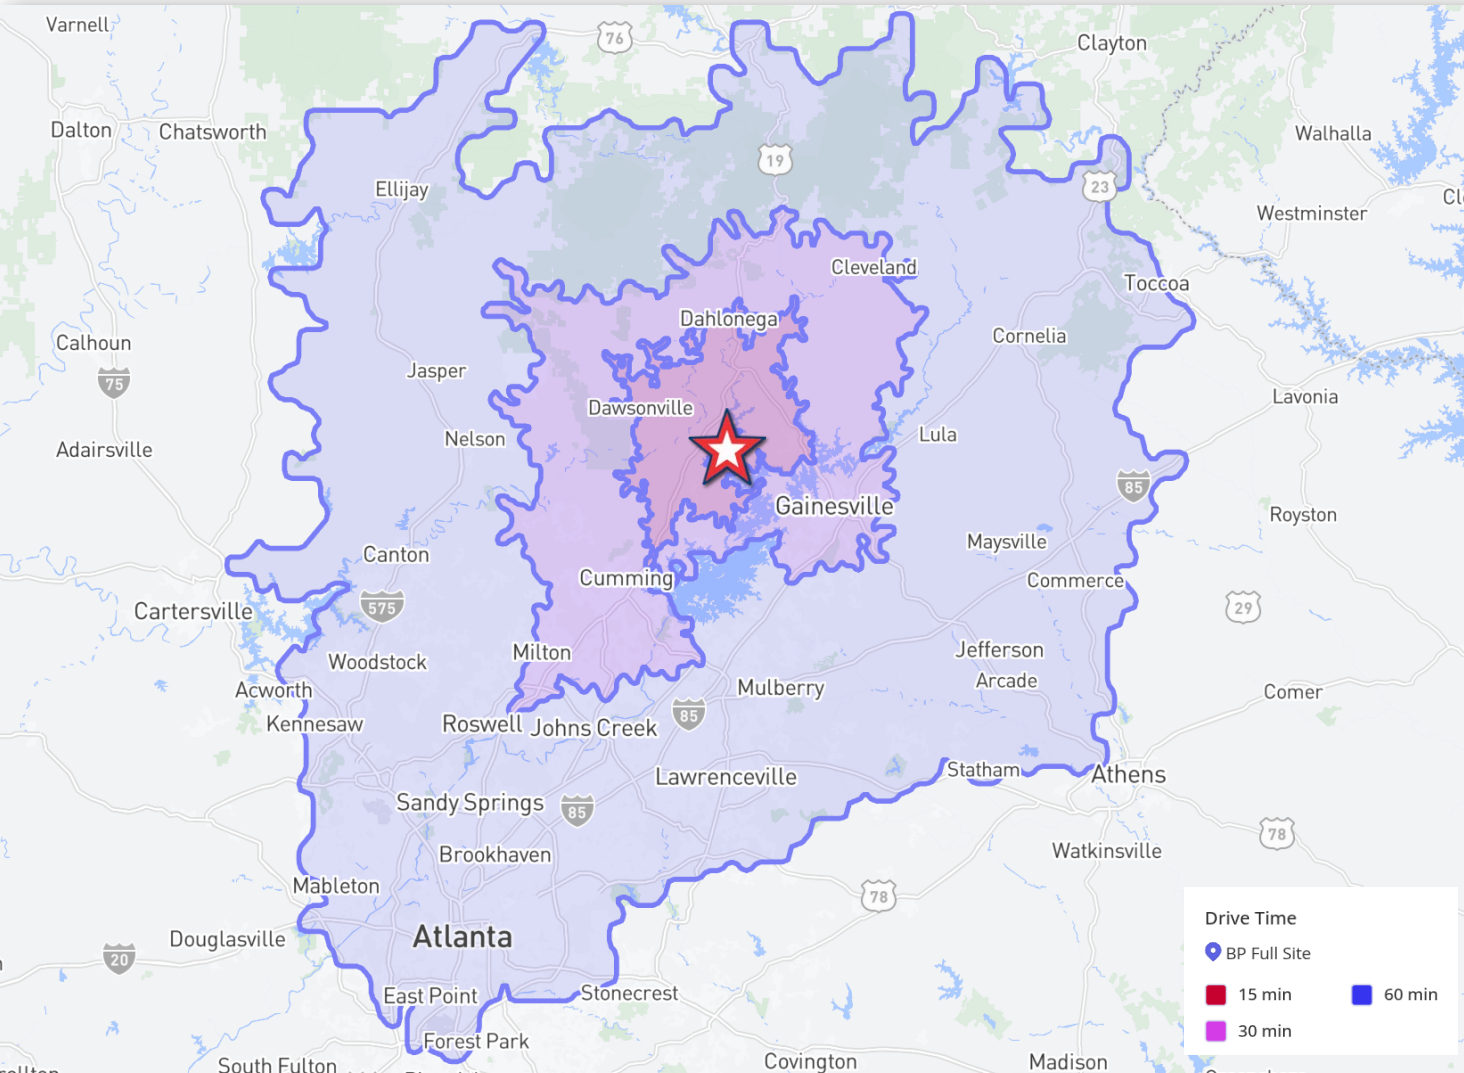 Varnell
76
Clayton
Dalton
Chatsworth
Walhalla
19
Ellijay
23
Westminster
Cleveland
Toccoa
Dahlonega
Cornelia
Calhoun
75
Jasper
Lavonia
Dawsonville
Nelson
Lula
Adairsville
85
Gainesville
Royston
Maysville
Canton
Cumming
Commerce
575
29
Cartersville
Milton
Jefferson
Woodstock
Arcade
Acworth
Mulberry
Comer
Kennesaw
Roswell
Johns Creek
85
Lawrenceville
Statham
Athens
Sandy Springs
85
78
Brookhaven
Watkinsville
Mableton
78
Atlanta
Douglasville
20
East Point
Stonecrest
Forest Park
South Fulton
Covington
Madison
Drive Time
BP Full Site
15 min
60 min
30 min